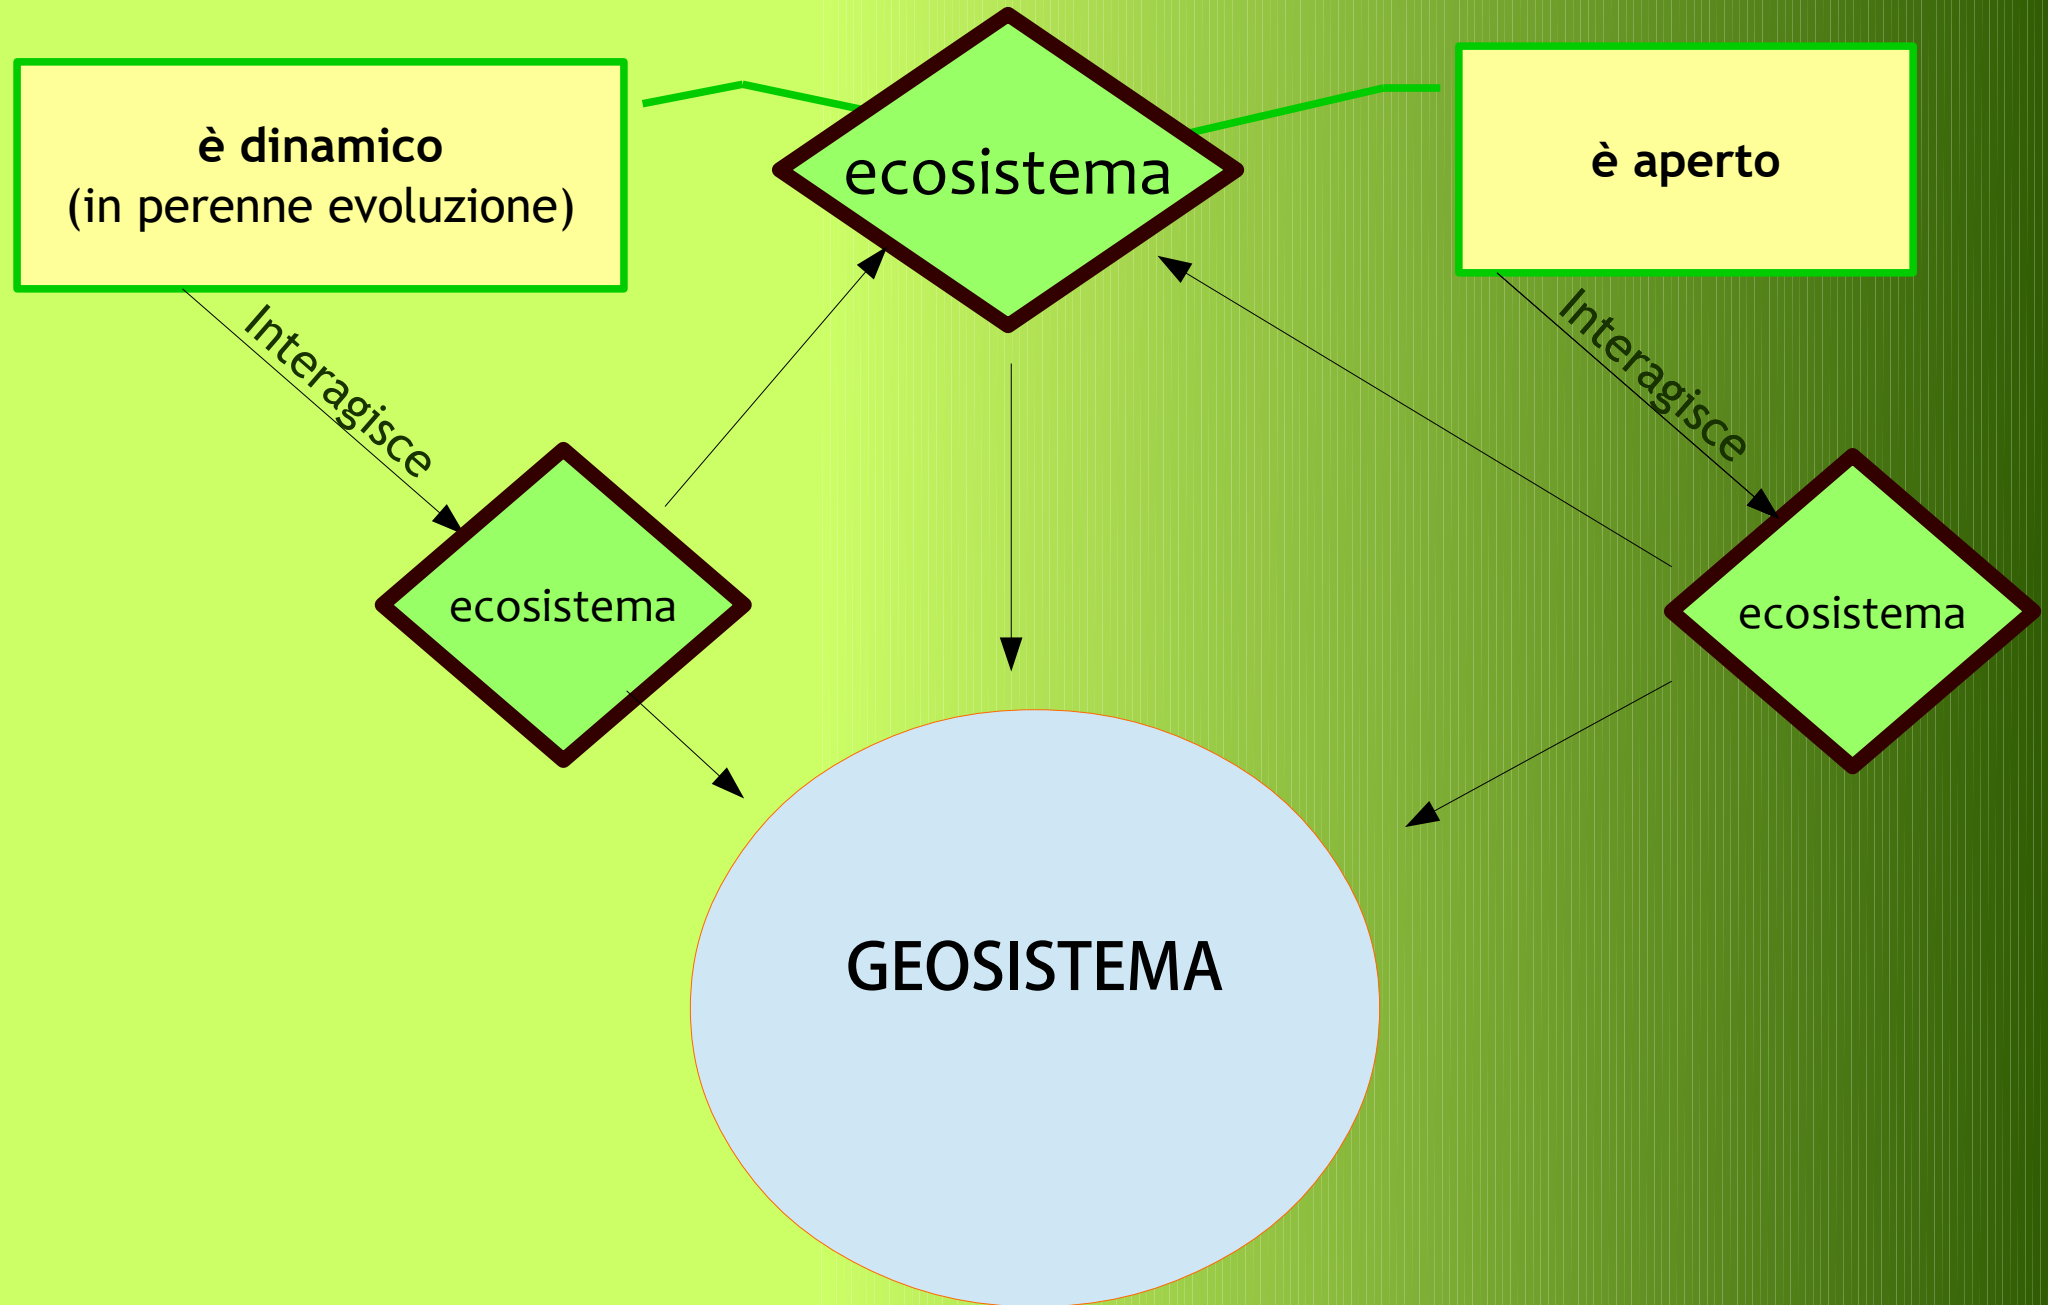 è dinamico
(in perenne evoluzione)
ecosistema
è aperto
Interagisce
Interagisce
ecosistema
ecosistema
GEOSISTEMA